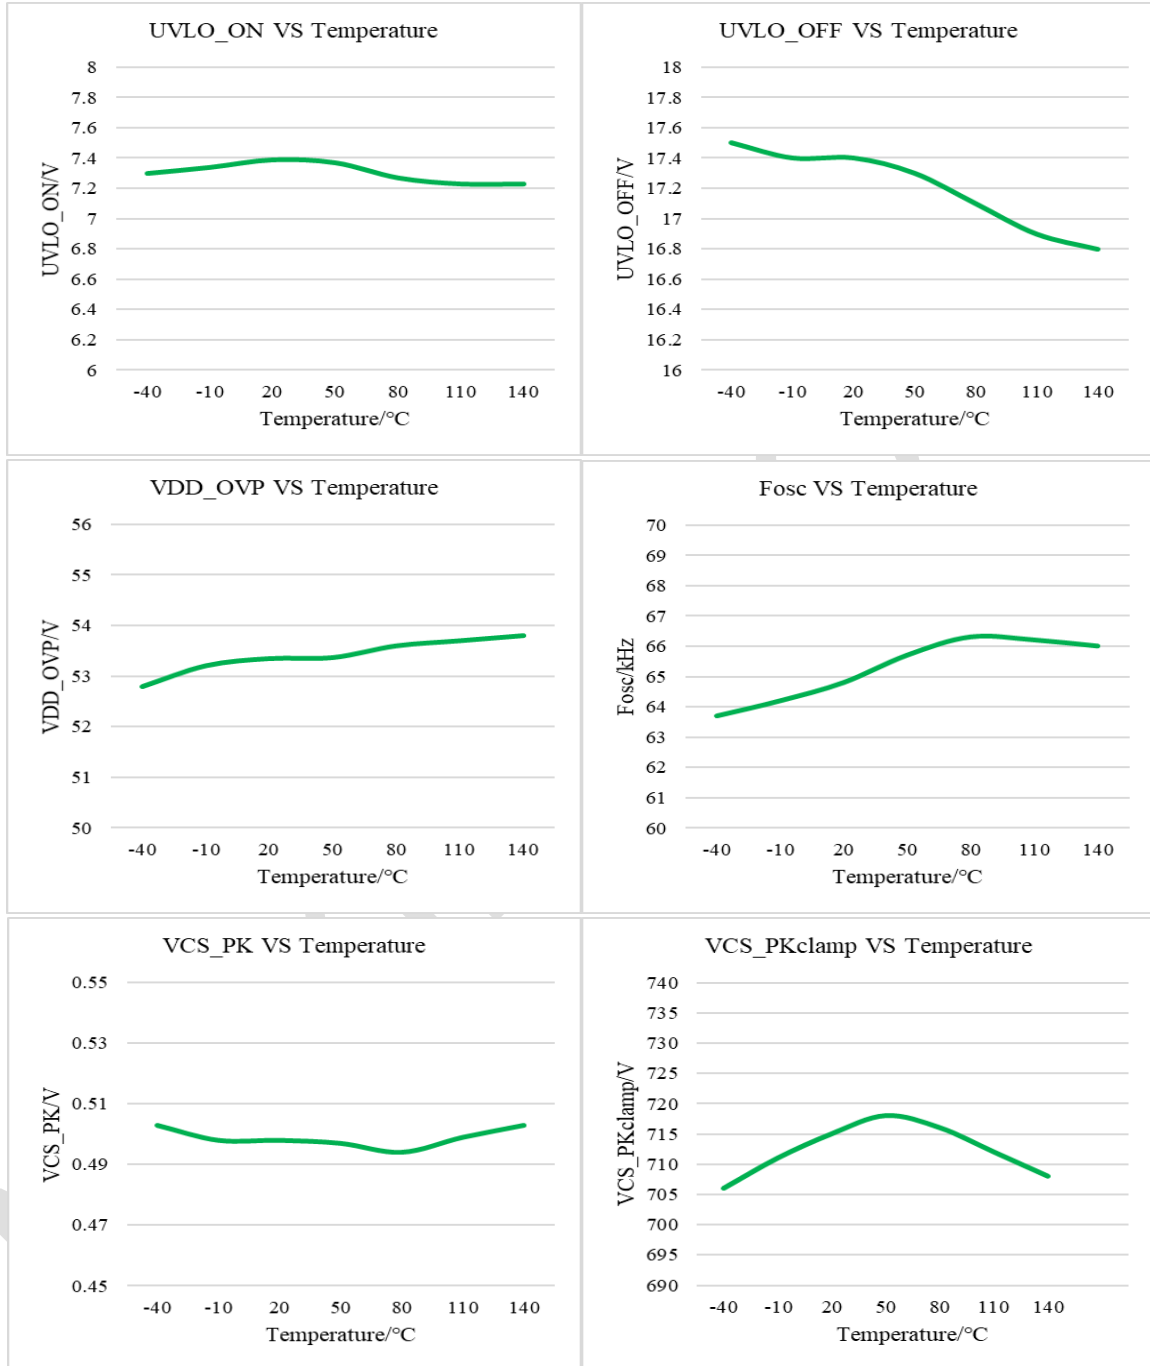 UVLO_ON VS Temperature
8
7.8
7.6
7.4
7.2
7
6.8
6.6
6.4
6.2
6
UVLO_ON/V
-40 -10 20 50 80 110 140
Temperature/°C
UVLO_OFF VS Temperature
18
17.8
17.6
17.4
17.2
17
16.8
16.6
16.4
16.2
16
UVLO_OFF/V
-40 -10 20 50 80 110 140
Temperature/°C
VDD_OVP VS Temperature
56
55
54
53
52
51
50
VDD_OVP/V
-40 -10 20 50 80 110 140
Temperature/°C
Fosc VS Temperature
70
69
68
67
66
65
64
63
62
61
60
Fosc/kHz
-40 -10 20 50 80 110 140
Temperature/°C
VCS_PK VS Temperature
0.55
0.53
0.51
0.49
0.47
0.45
VCS_PK/V
-40 -10 20 50 80 110 140
Temperature/°C
VCS_PKclamp VS Temperature
740
735
730
725
720
715
710
705
700
695
690
VCS_PKclamp/V
-40 -10 20 50 80 110 140
Temperature/°C